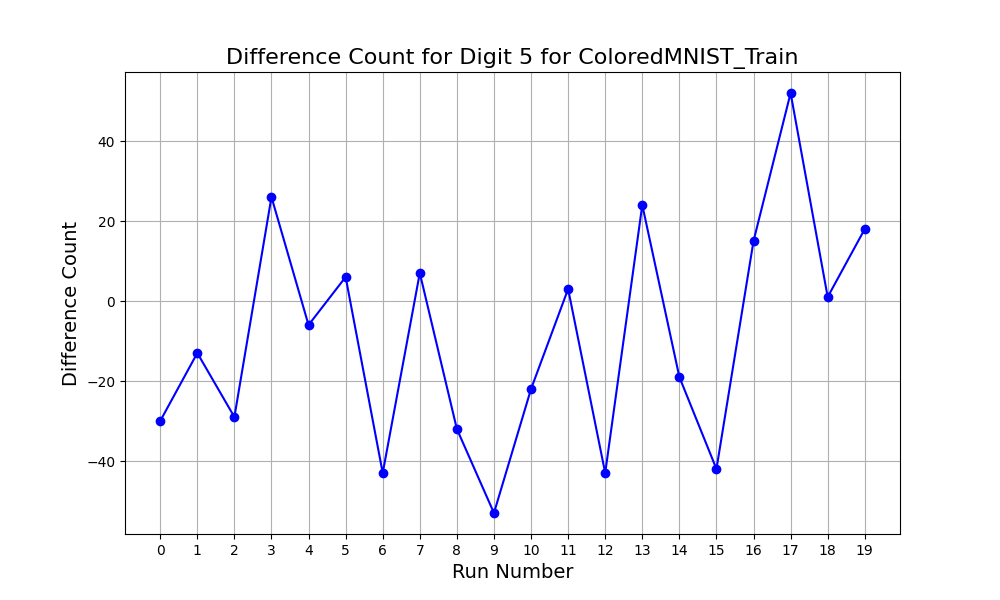 Difference Count for Digit 5 for ColoredMNIST_Train
Difference Count
40
20
0
−20
−40
0 1 2 3 4 5 6 7 8 9 10 11 12 13 14 15 16 17 18 19
Run Number